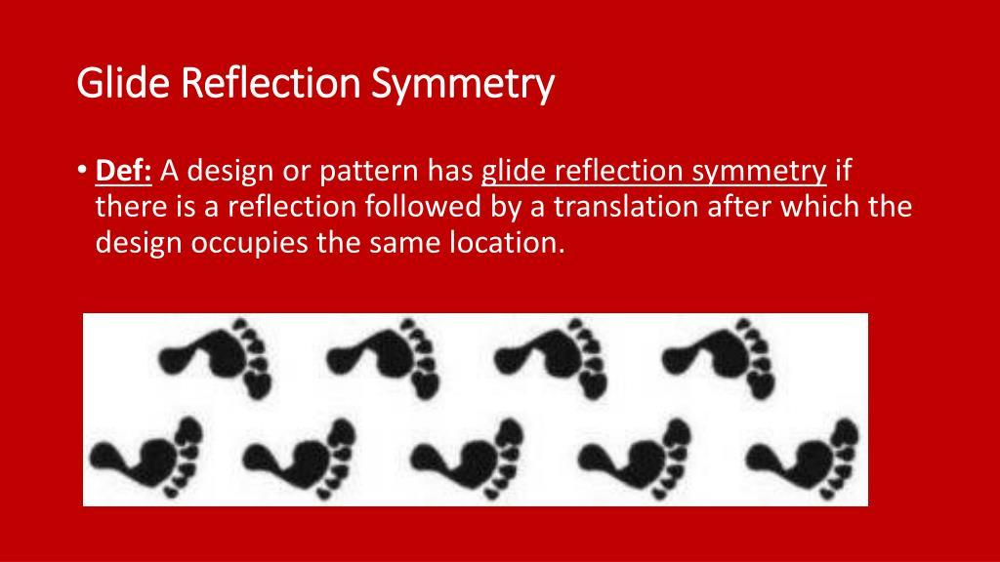 Glide Reflection Symmetry
• Def: A design or pattern has glide reflection symmetry if
there is a reflection followed by a translation after which the
design occupies the same location.